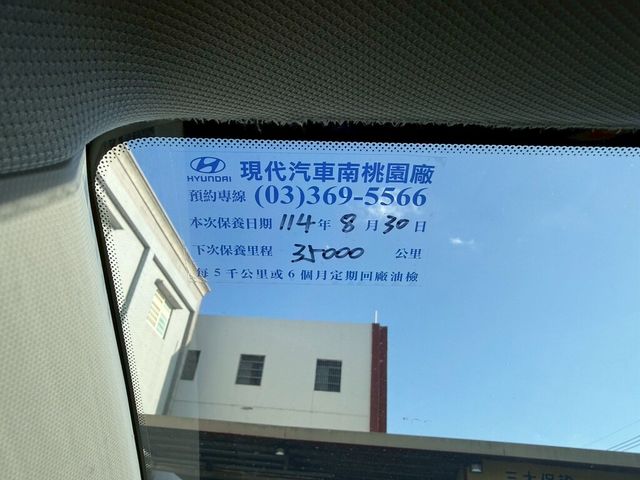 HYUNDAI 現代汽車南桃園廠
預約專線 (03)369-5566
本次保養日期 114年 8月30日
下次保養里程 35000 公里
每5千公里或6個月定期回廠油檢